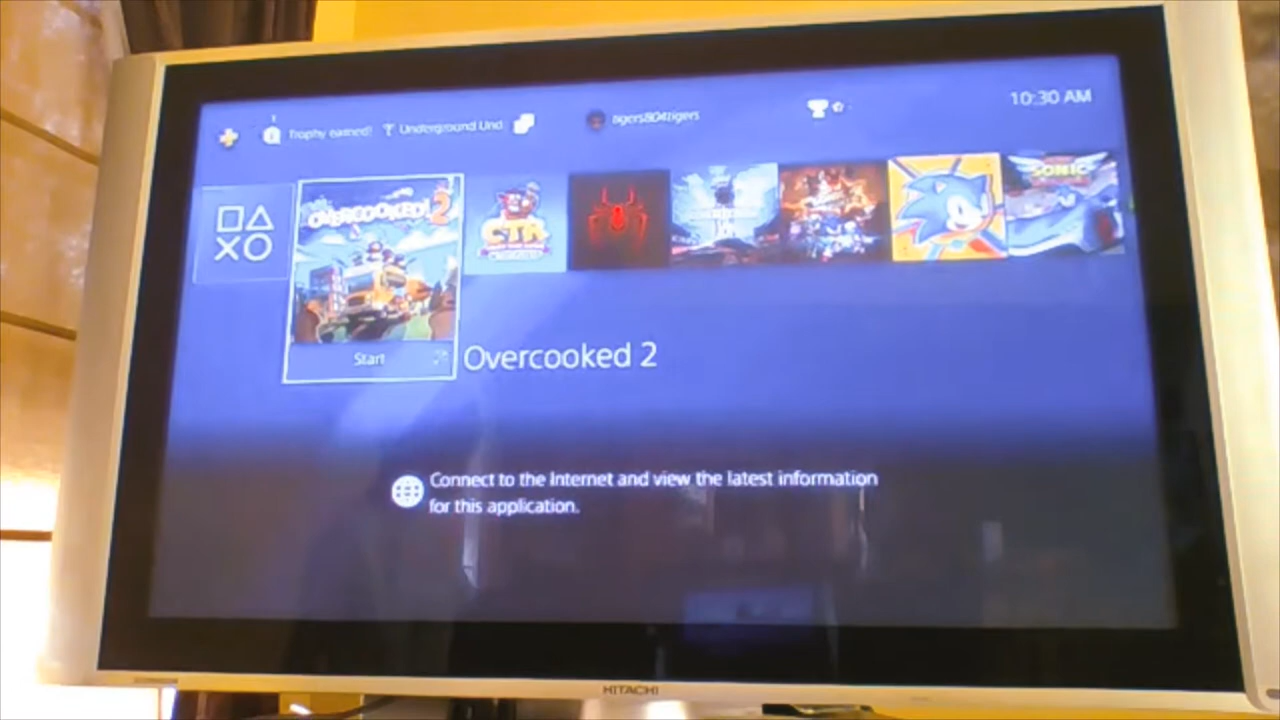 Trophy earned! Underground Und
tigers804tigers
10:30 AM
OVERCOOKED! 2
CTR
SONIC
Start
Overcooked 2
Connect to the Internet and view the latest information
for this application.
HITACHI